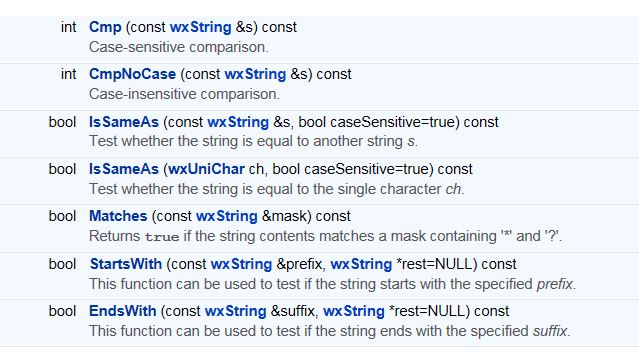 int Cmp (const wxString &s) const
Case-sensitive comparison.
int CmpNoCase (const wxString &s) const
Case-insensitive comparison.
bool IsSameAs (const wxString &s, bool caseSensitive=true) const
Test whether the string is equal to another string s.
bool IsSameAs (wxUniChar ch, bool caseSensitive=true) const
Test whether the string is equal to the single character ch.
bool Matches (const wxString &mask) const
Returns true if the string contents matches a mask containing '*' and '?'.
bool StartsWith (const wxString &prefix, wxString *rest=NULL) const
This function can be used to test if the string starts with the specified prefix.
bool EndsWith (const wxString &suffix, wxString *rest=NULL) const
This function can be used to test if the string ends with the specified suffix.